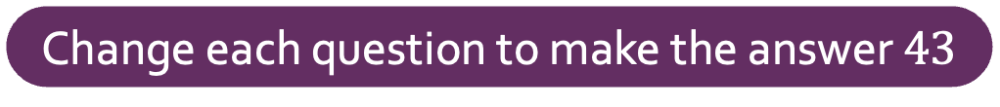 Change each question to make the answer 43